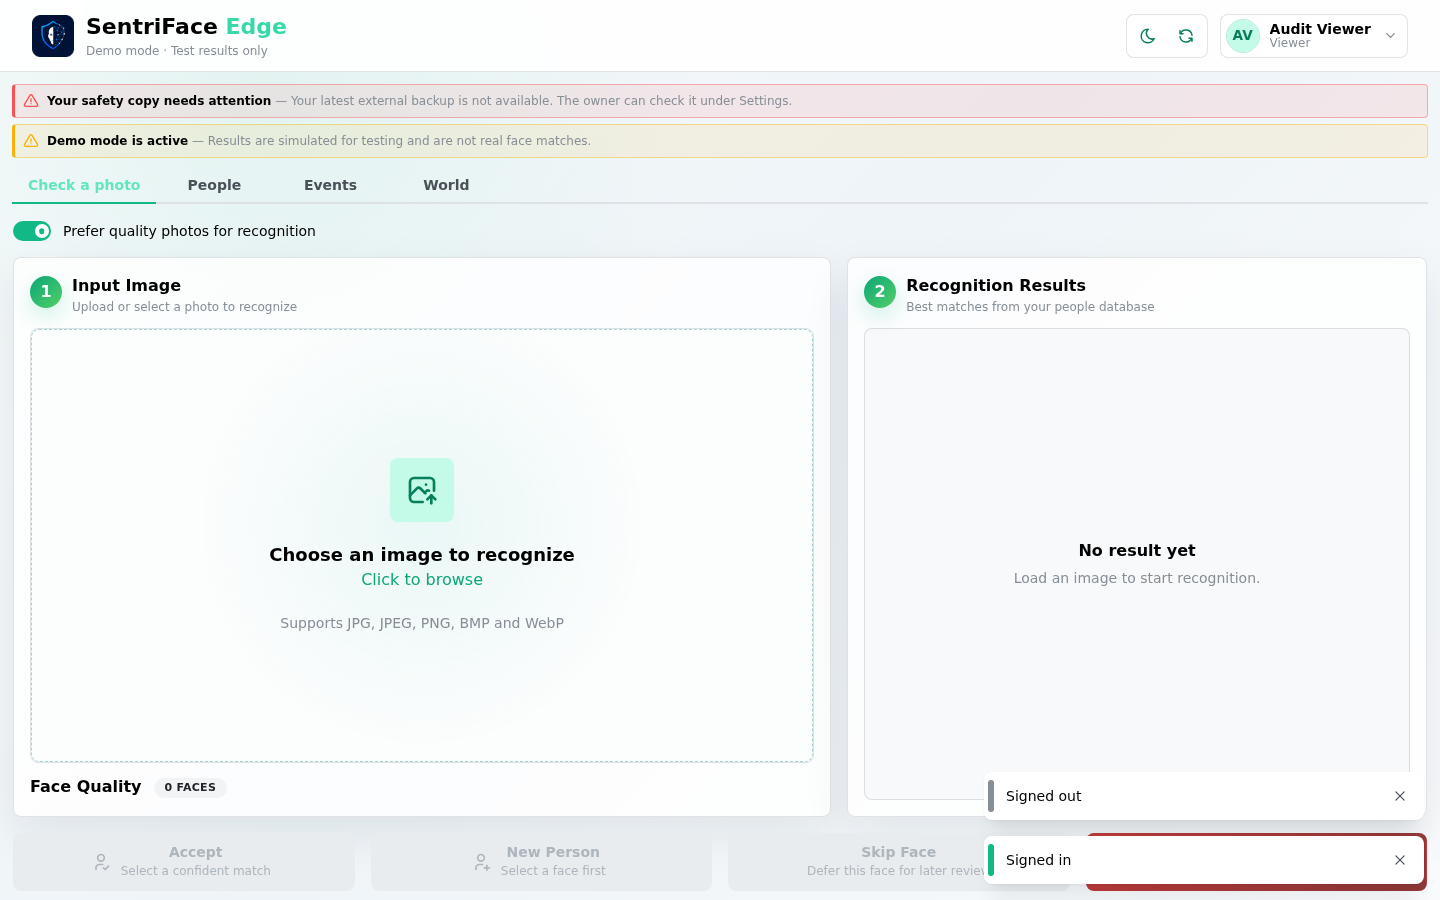 SentriFace Edge
Demo mode · Test results only
AV
Audit Viewer
Viewer
Your safety copy needs attention — Your latest external backup is not available. The owner can check it under Settings.
Demo mode is active — Results are simulated for testing and are not real face matches.
Check a photo
People
Events
World
Prefer quality photos for recognition
1
Input Image
Upload or select a photo to recognize
Choose an image to recognize
Click to browse
Supports JPG, JPEG, PNG, BMP and WebP
Face Quality
0 FACES
2
Recognition Results
Best matches from your people database
No result yet
Load an image to start recognition.
Accept
Select a confident match
New Person
Select a face first
Skip Face
Defer this face for later
Signed out
Signed in